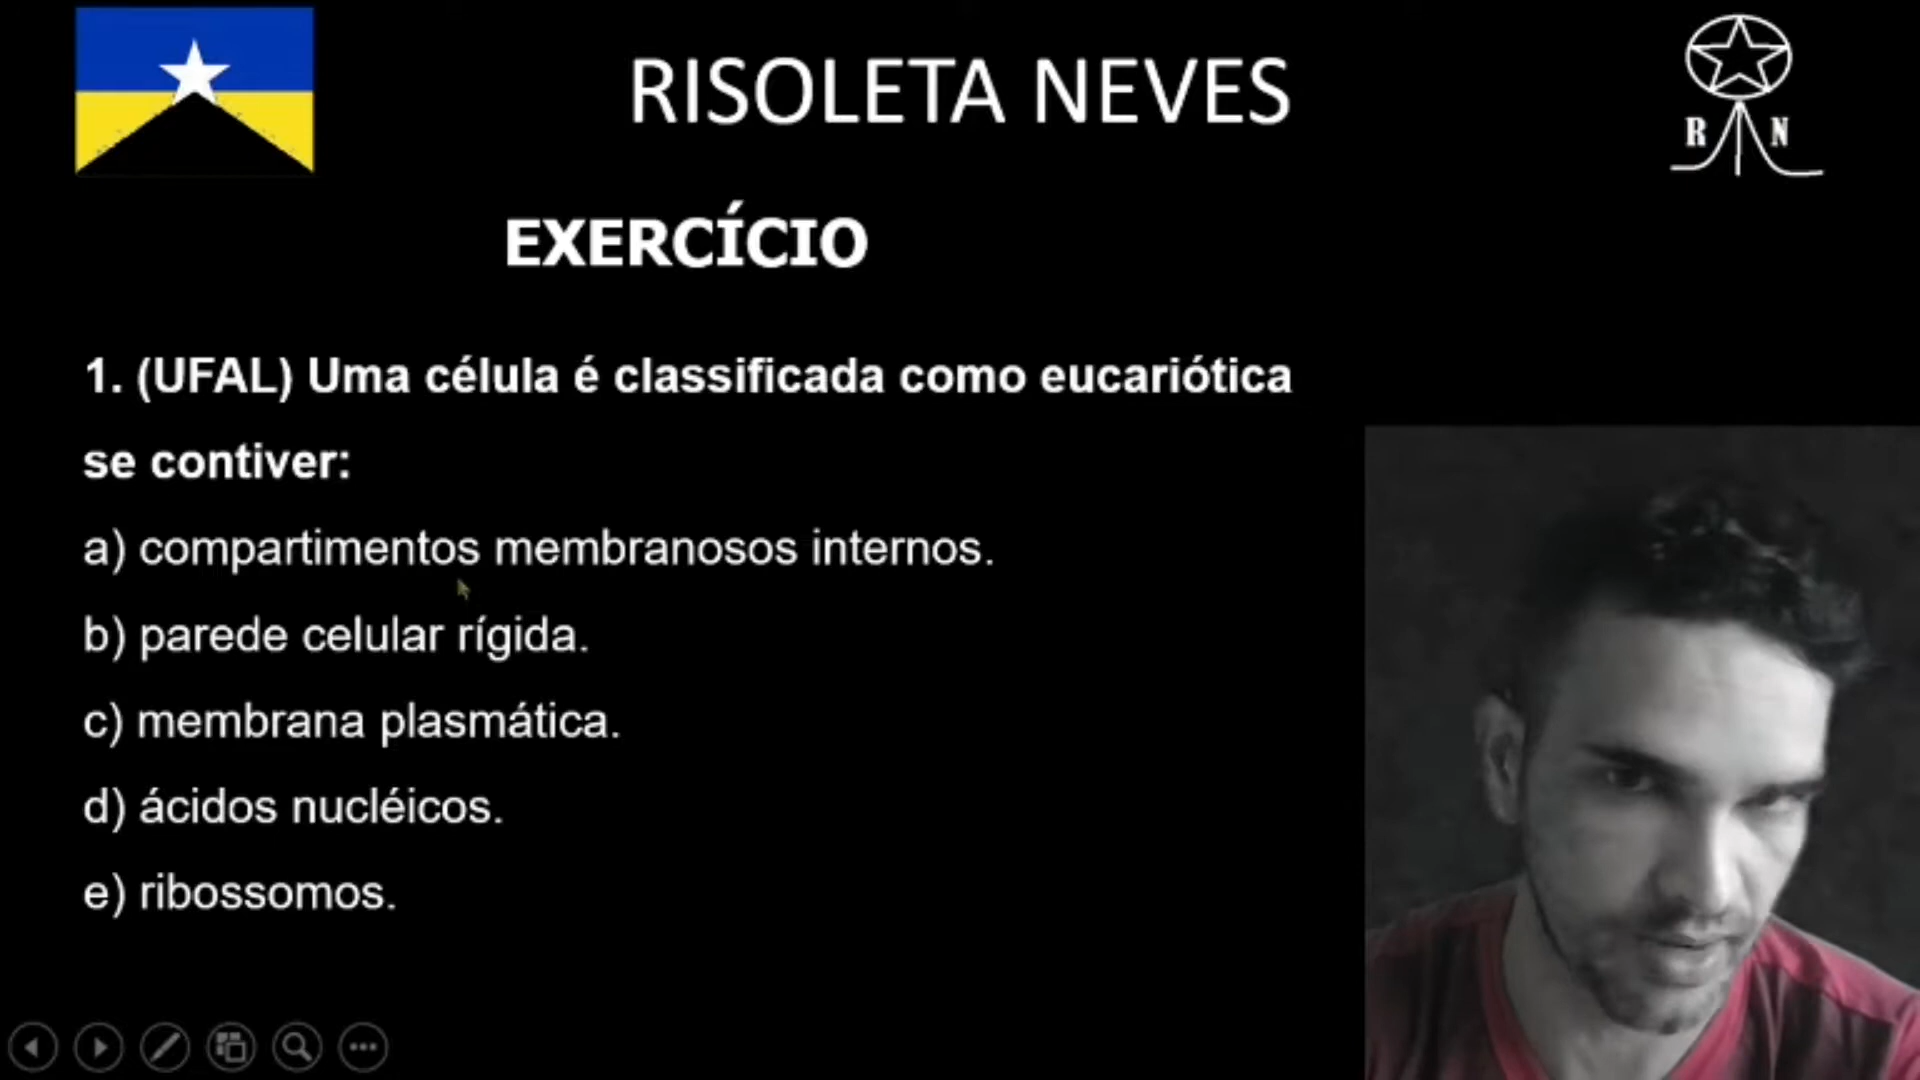 RISOLETA NEVES
R N
EXERCÍCIO
1. (UFAL) Uma célula é classificada como eucariótica
se contiver:
a) compartimentos membranosos internos.
b) parede celular rígida.
c) membrana plasmática.
d) ácidos nucléicos.
e) ribossomos.